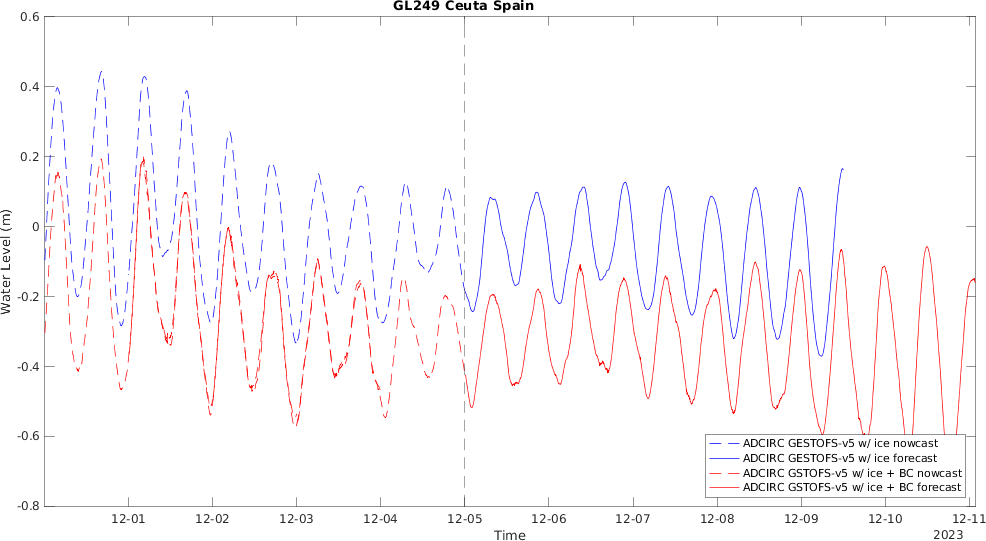 GL249 Ceuta Spain
0.6
0.4
0.2
0
-0.2
-0.4
-0.6
-0.8
Water Level (m)
12-01 12-02 12-03 12-04 12-05 12-06 12-07 12-08 12-09 12-10 12-11
Time
2023
ADCIRC GESTOFS-v5 w/ ice nowcast
ADCIRC GESTOFS-v5 w/ ice forecast
ADCIRC GSTOFS-v5 w/ ice + BC nowcast
ADCIRC GSTOFS-v5 w/ ice + BC forecast